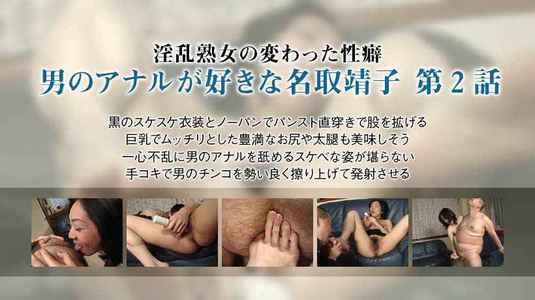 淫乱熟女の変わった性癖
男のアナルが好きな名取靖子 第2話
黒のスケスケ衣装とノーパンでパンスト直穿きで股を拡げる
巨乳でムッチリとした豊満なお尻や太腿も美味しそう
一心不乱に男のアナルを舐めるスケベな姿が堪らない
手コキで男のチンコを勢い良く擦り上げて発射させる